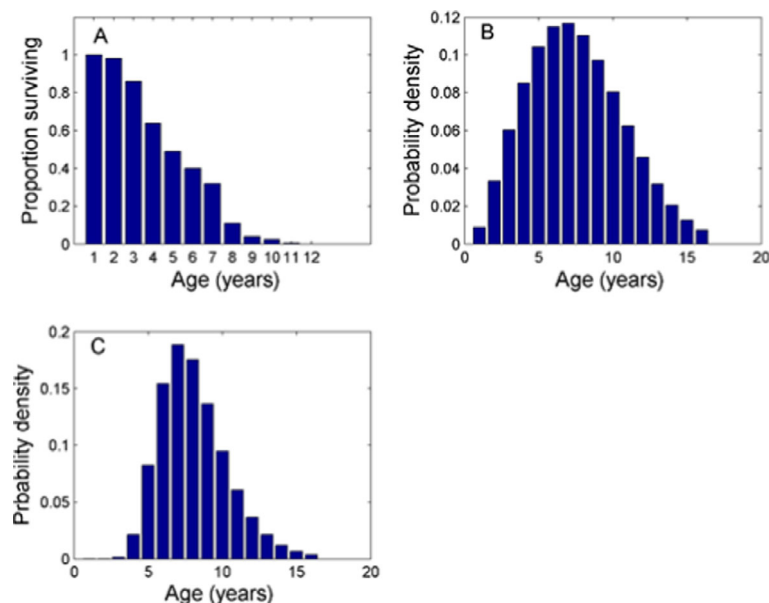 A
Proportion surviving
1
0.8
0.6
0.4
0.2
0
1 2 3 4 5 6 7 8 9 10 11 12
Age (years)
B
Probability density
0.12
0.1
0.08
0.06
0.04
0.02
0
0 5 10 15 20
Age (years)
C
Prbability density
0.2
0.15
0.1
0.05
0
0 5 10 15 20
Age (years)